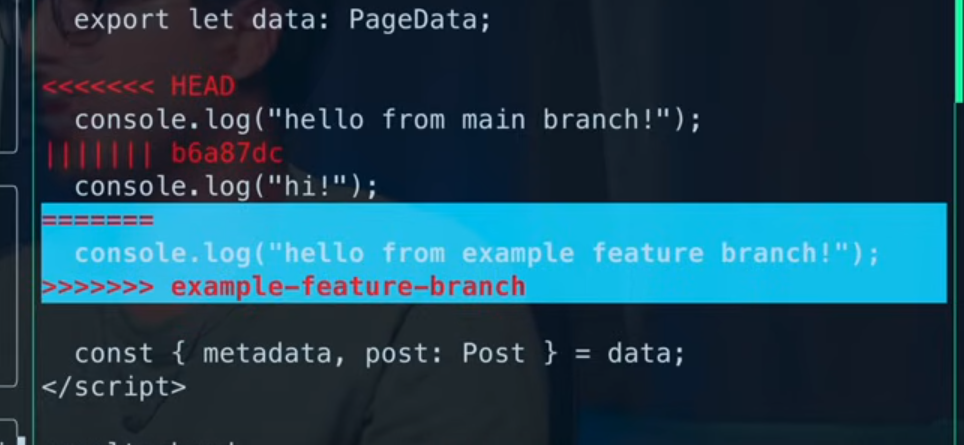 export let data: PageData;
<<<<<<< HEAD
console.log("hello from main branch!");
||||||| b6a87dc
console.log("hi!");
=======
console.log("hello from example feature branch!");
>>>>>>> example-feature-branch
const { metadata, post: Post } = data;
</script>